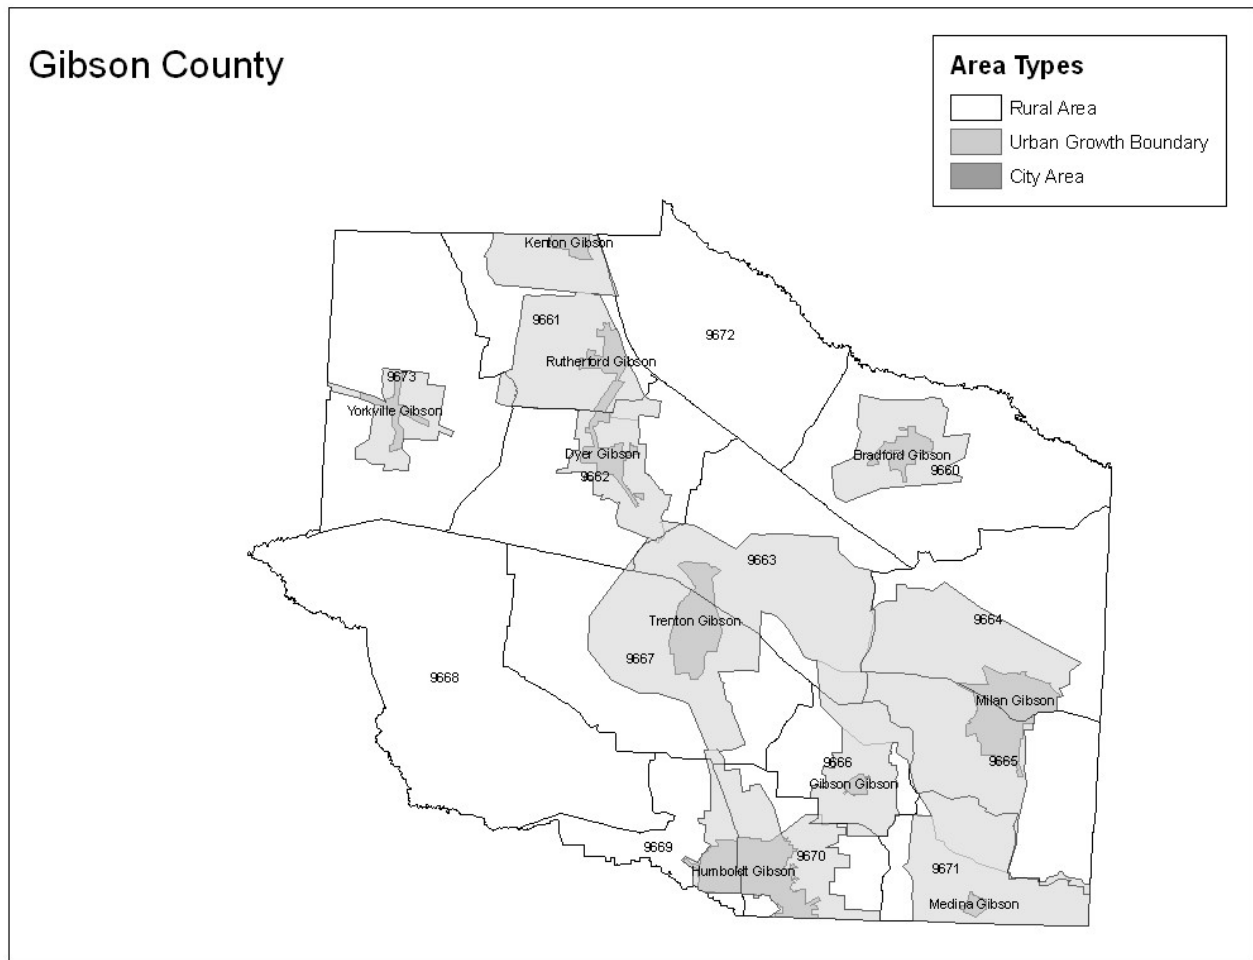 Gibson County
Area Types
Rural Area
Urban Growth Boundary
City Area
Kenton Gibson
9661
9672
Rutherford Gibson
9673
Yorkville Gibson
Dyer Gibson
9662
Bradford Gibson
9660
9663
Trenton Gibson
9664
9667
9668
Milan Gibson
9666
9665
Gibson Gibson
9669
9670
Humboldt Gibson
9671
Medina Gibson